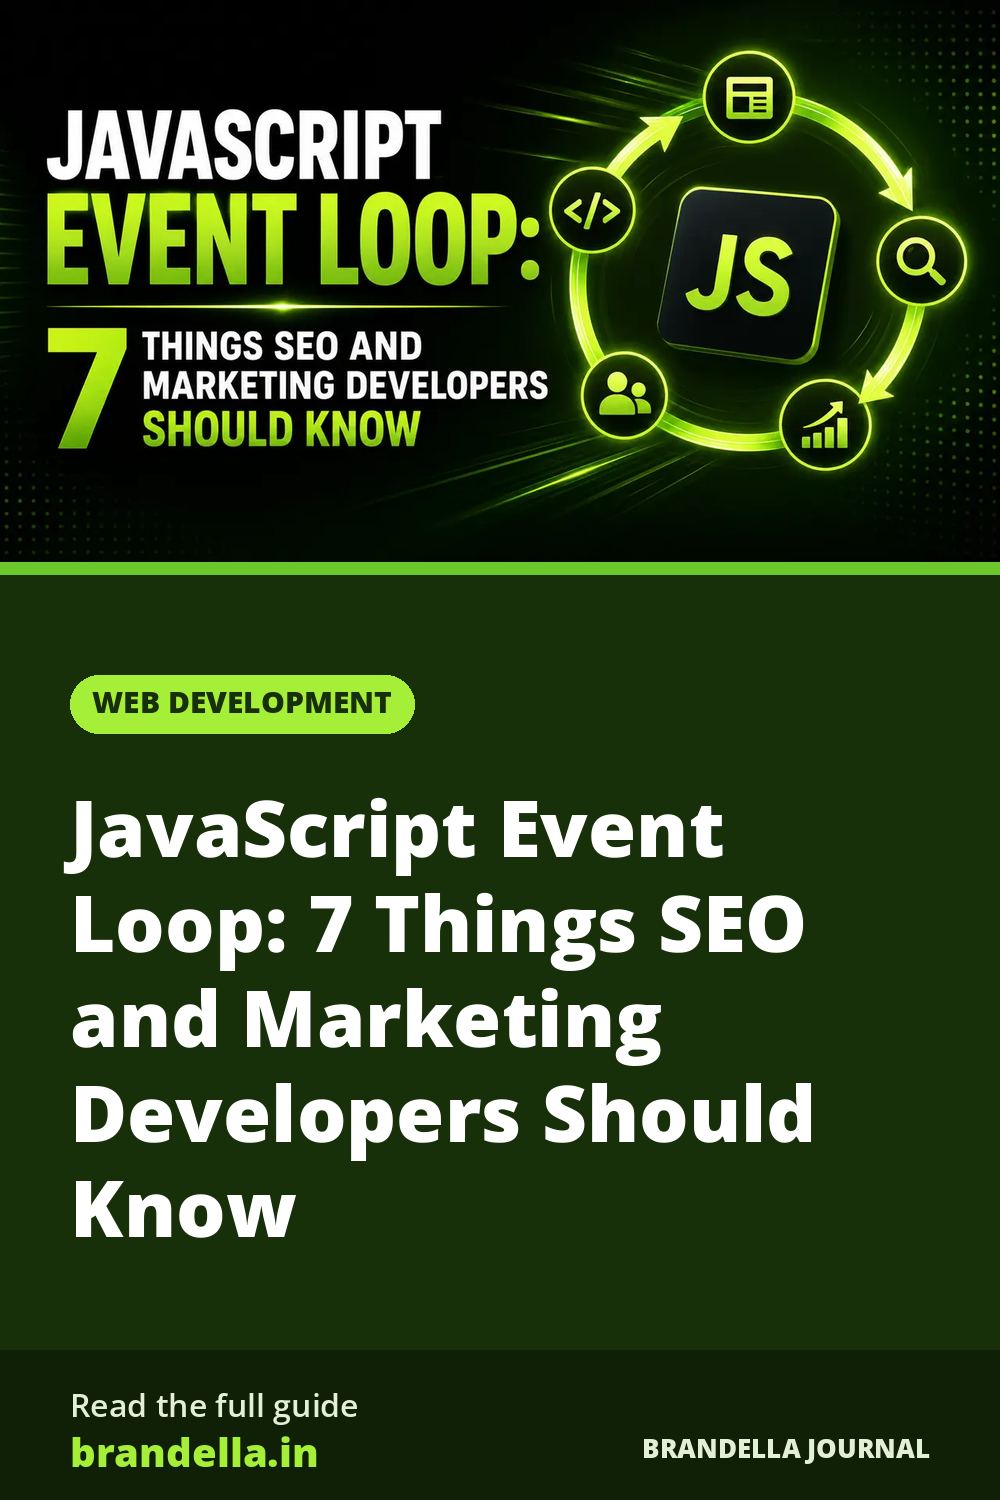 JAVASCRIPT
EVENT LOOP:
7 THINGS SEO AND
MARKETING DEVELOPERS
SHOULD KNOW
</>
JS
WEB DEVELOPMENT
JavaScript Event
Loop: 7 Things SEO
and Marketing
Developers Should
Know
Read the full guide
brandella.in
BRANDELLA JOURNAL